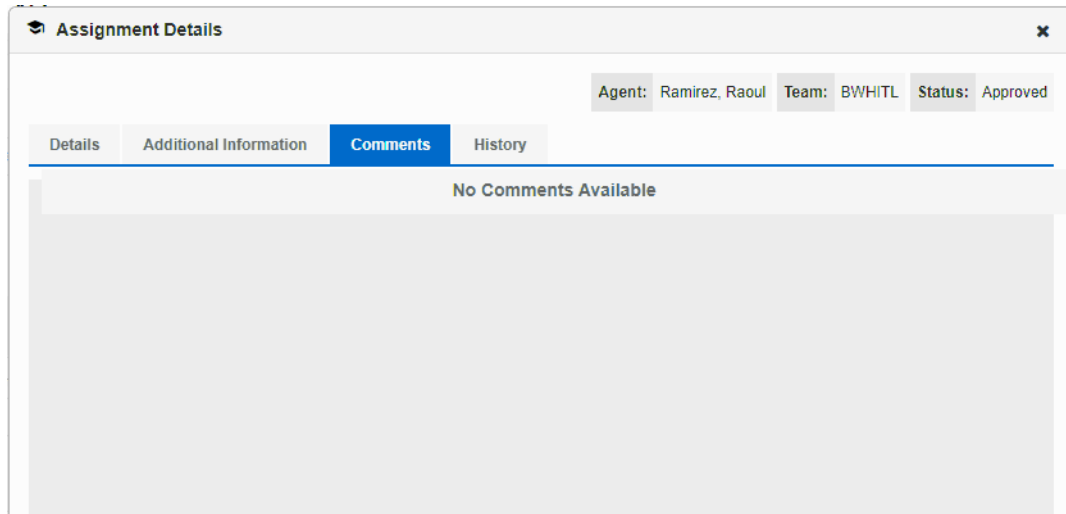 Assignment Details
Agent: Ramirez, Raoul Team: BWHITL Status: Approved
Details Additional Information Comments History
No Comments Available